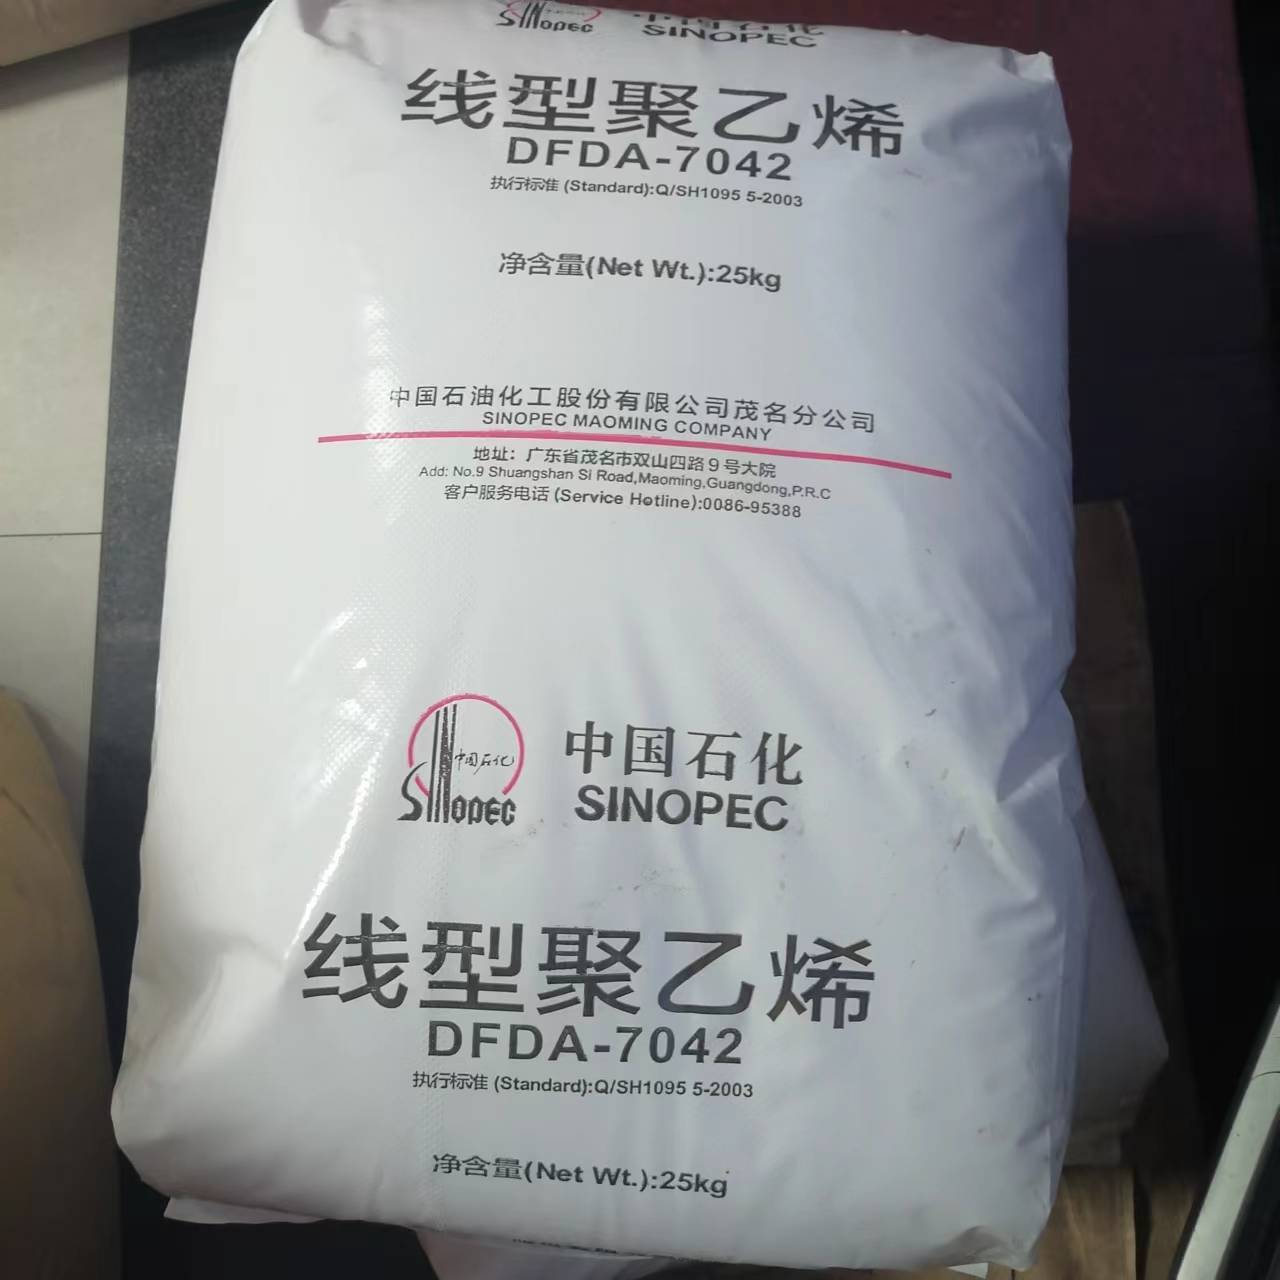 SINOPEC
中国石化
SINOPEC
线型聚乙烯
DFDA-7042
执行标准 (Standard):Q/SH1095 5-2003
净含量(Net Wt.):25kg
中国石油化工股份有限公司茂名分公司
SINOPEC MAOMING COMPANY
地址：广东省茂名市双山四路9号大院
Add: No.9 Shuangshan Si Road,Maoming,Guangdong,P.R.C
客户服务电话 (Service Hotline):0086-95388
中国石化
SINOPEC
中国石化
SINOPEC
线型聚乙烯
DFDA-7042
执行标准 (Standard):Q/SH1095 5-2003
净含量(Net Wt.):25kg